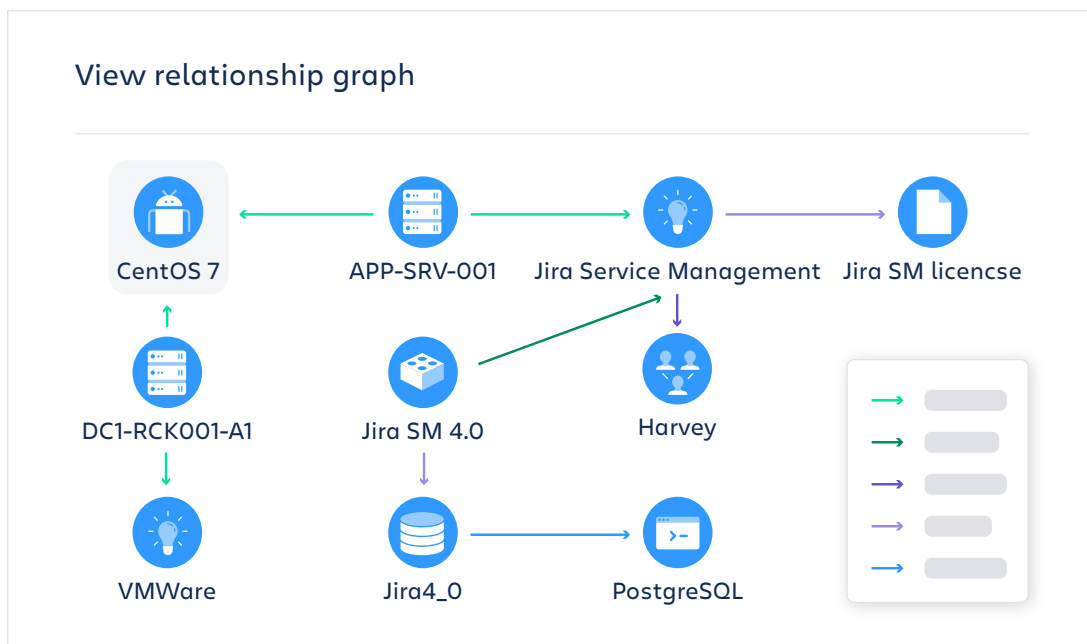 View relationship graph
CentOS 7
APP-SRV-001
Jira Service Management
Jira SM licencse
DC1-RCK001-A1
Jira SM 4.0
Harvey
VMWare
Jira4_0
PostgreSQL